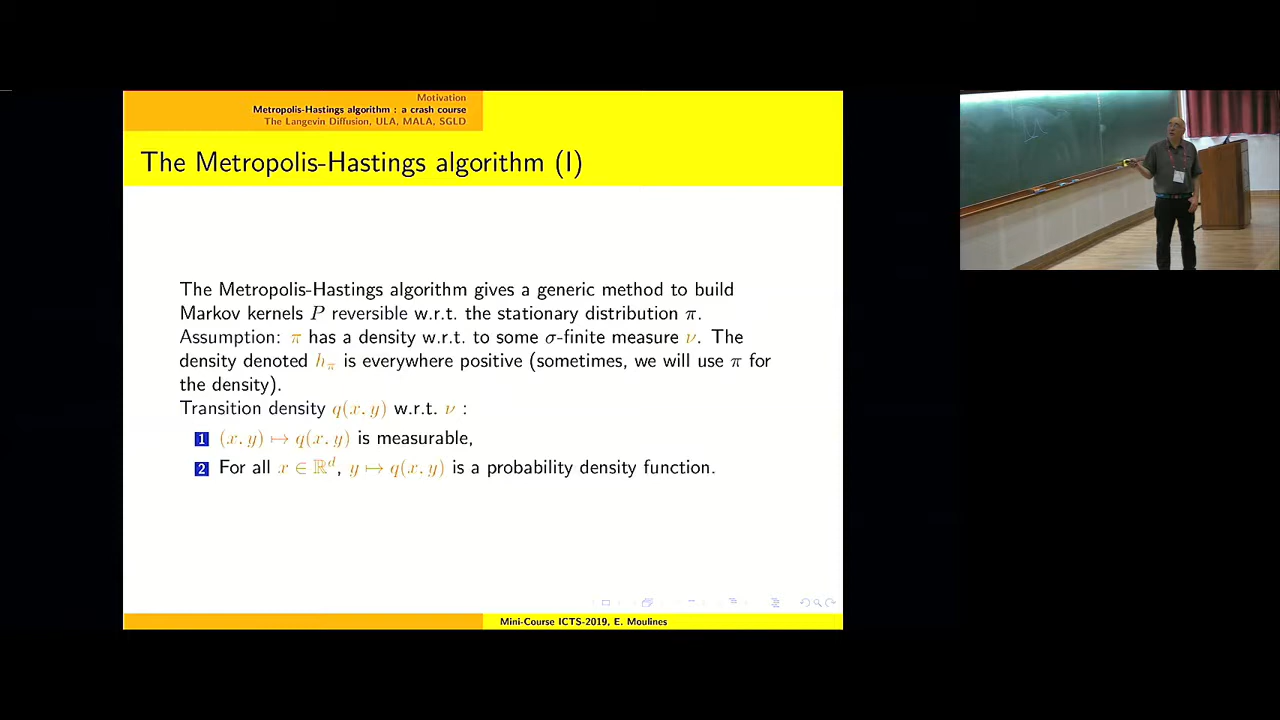 Motivation
Metropolis-Hastings algorithm : a crash course
The Langevin Diffusion, ULA, MALA, SGLD
The Metropolis-Hastings algorithm (I)
The Metropolis-Hastings algorithm gives a generic method to build
Markov kernels P reversible w.r.t. the stationary distribution π.
Assumption: π has a density w.r.t. to some σ-finite measure ν. The
density denoted h_π is everywhere positive (sometimes, we will use π for
the density).
Transition density q(x, y) w.r.t. ν :
1 (x, y) ↦ q(x, y) is measurable,
2 For all x ∈ ℝ^d, y ↦ q(x, y) is a probability density function.
Mini-Course ICTS-2019, E. Moulines